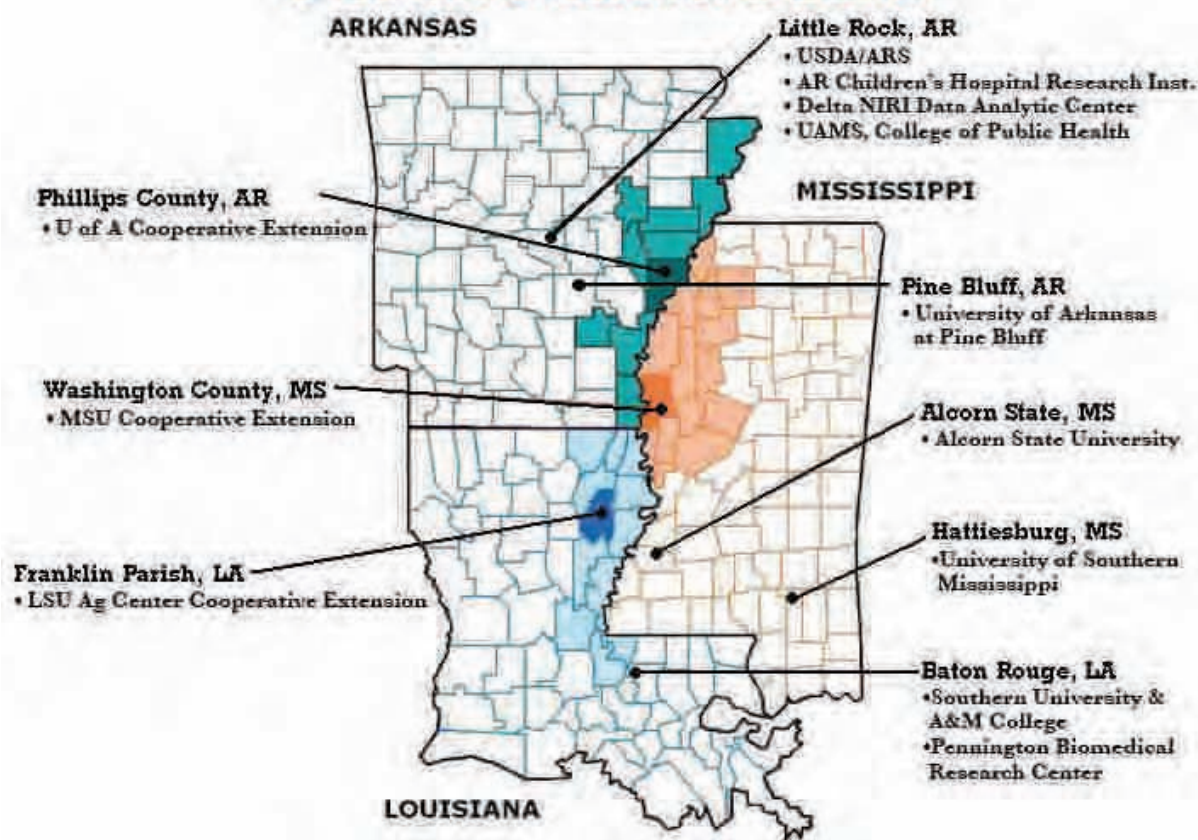 ARKANSAS
Little Rock, AR
• USDA/ARS
• AR Children's Hospital Research Inst.
• Delta NIRI Data Analytic Center
• UAMS, College of Public Health
Phillips County, AR
• U of A Cooperative Extension
MISSISSIPPI
Pine Bluff, AR
• University of Arkansas
at Pine Bluff
Washington County, MS
• MSU Cooperative Extension
Alcorn State, MS
• Alcorn State University
Hattiesburg, MS
•University of Southern
Mississippi
Franklin Parish, LA
• LSU Ag Center Cooperative Extension
Baton Rouge, LA
•Southern University &
A&M College
•Pennington Biomedical
Research Center
LOUISIANA